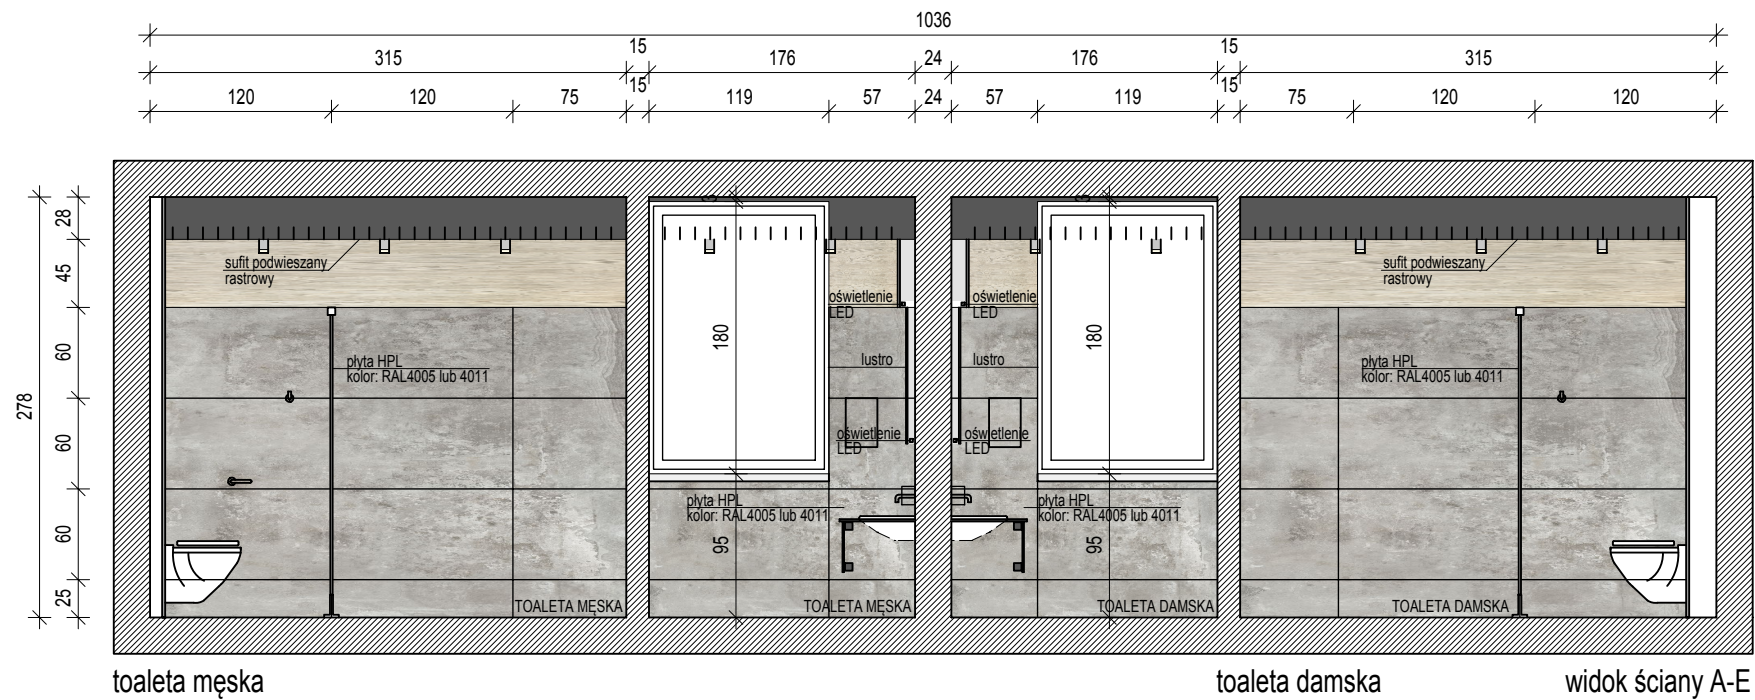 1036
315 15 176 24 176 15 315
120 120 75 15 119 57 24 57 119 15 75 120 120
278
28
45
60
60
60
25
sufit podwieszany
rastrowy
płyta HPL
kolor: RAL4005 lub 4011
TOALETA MĘSKA
180
95
oświetlenie
LED
lustro
oświetlenie
LED
płyta HPL
kolor: RAL4005 lub 4011
TOALETA MĘSKA
oświetlenie
LED
lustro
oświetlenie
LED
180
95
płyta HPL
kolor: RAL4005 lub 4011
TOALETA DAMSKA
sufit podwieszany
rastrowy
płyta HPL
kolor: RAL4005 lub 4011
TOALETA DAMSKA
toaleta męska
toaleta damska
widok ściany A-E